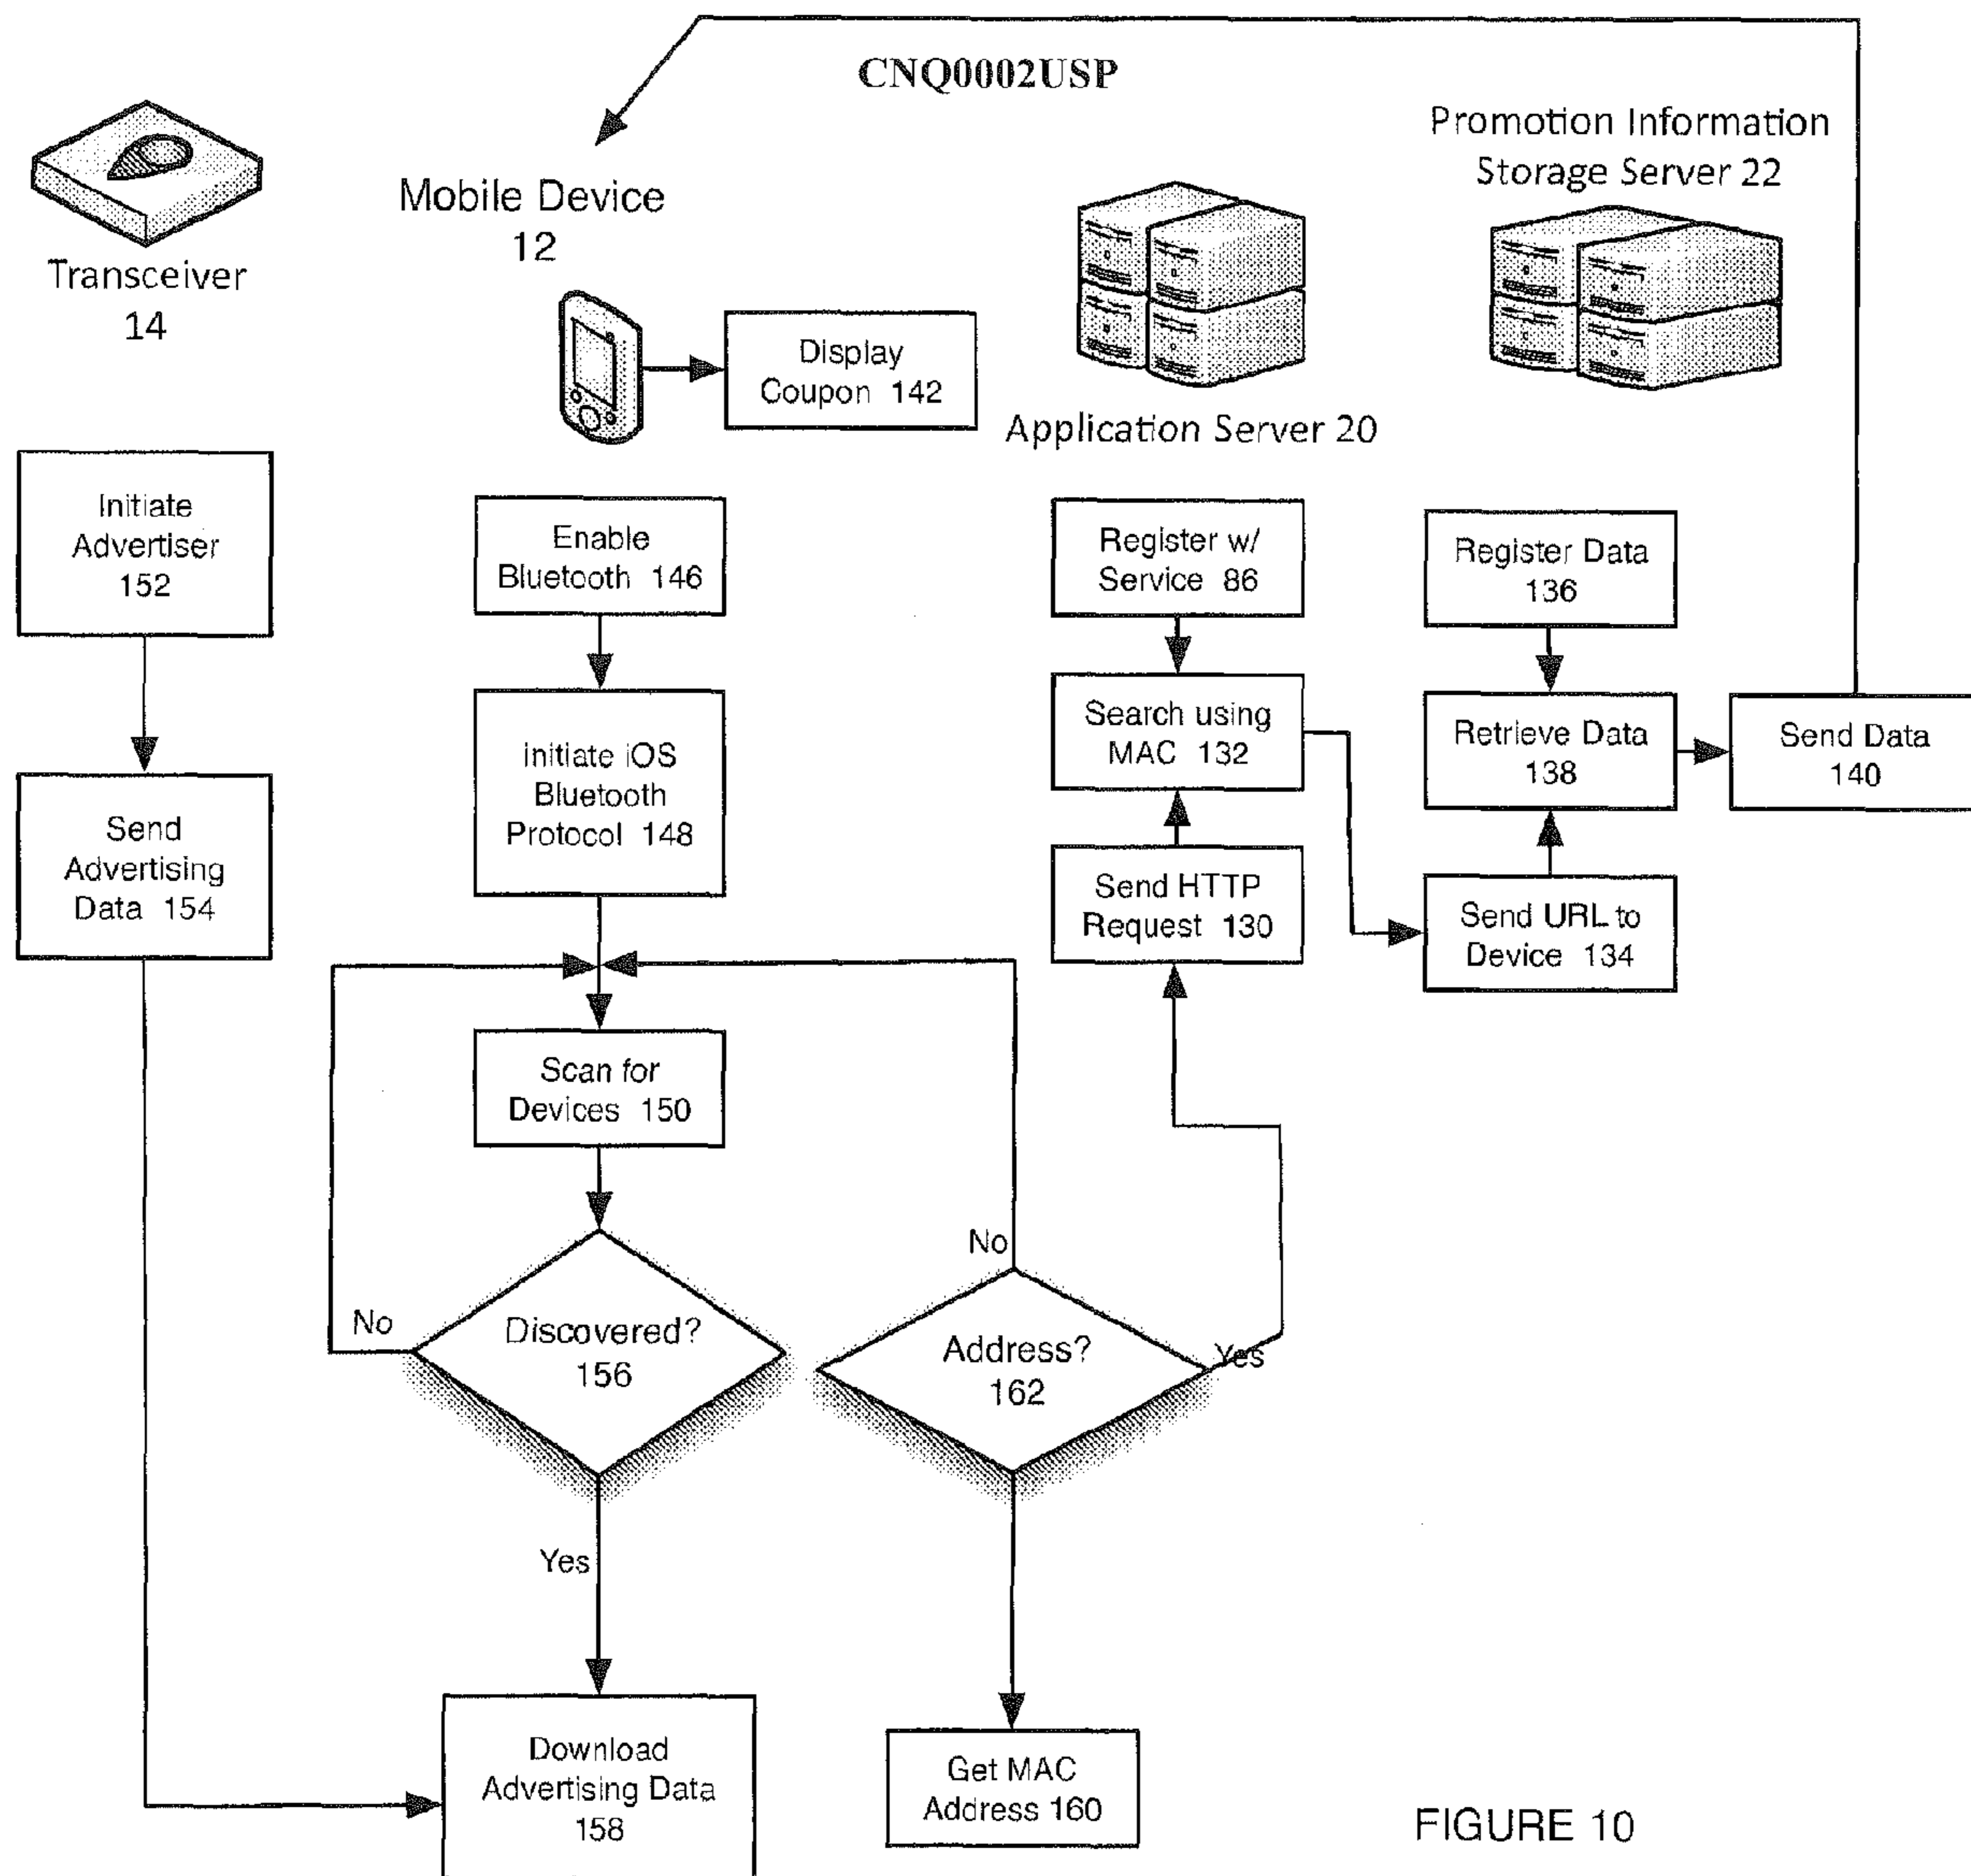 CNQ0002USP
Promotion Information
Storage Server 22
Transceiver
14
Mobile Device
12
Display
Coupon 142
Application Server 20
Initiate
Advertiser
152
Enable
Bluetooth 146
Register w/
Service 86
Register Data
136
Send
Advertising
Data 154
Initiate iOS
Bluetooth
Protocol 148
Search using
MAC 132
Retrieve Data
138
Send Data
140
Send HTTP
Request 130
Send URL to
Device 134
Scan for
Devices 150
No
Discovered?
156
Yes
No
Address?
162
Yes
Download
Advertising Data
158
Get MAC
Address 160
FIGURE 10